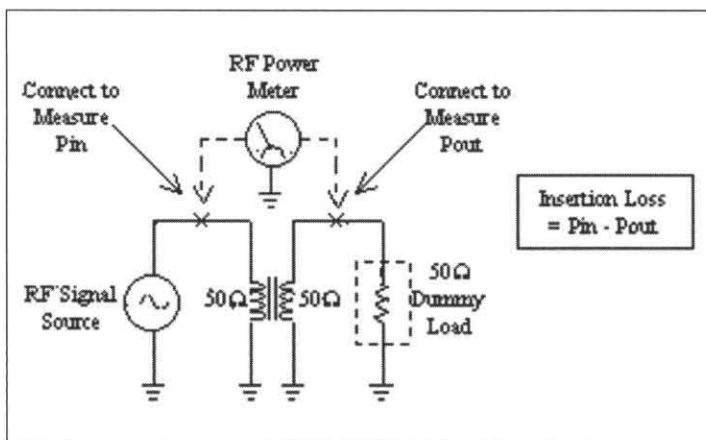 RF Power
Meter
Connect to
Measure
Pin
Connect to
Measure
Pout
Insertion Loss
= Pin - Pout
RF Signal
Source
50Ω
50Ω
50Ω
Dummy
Load